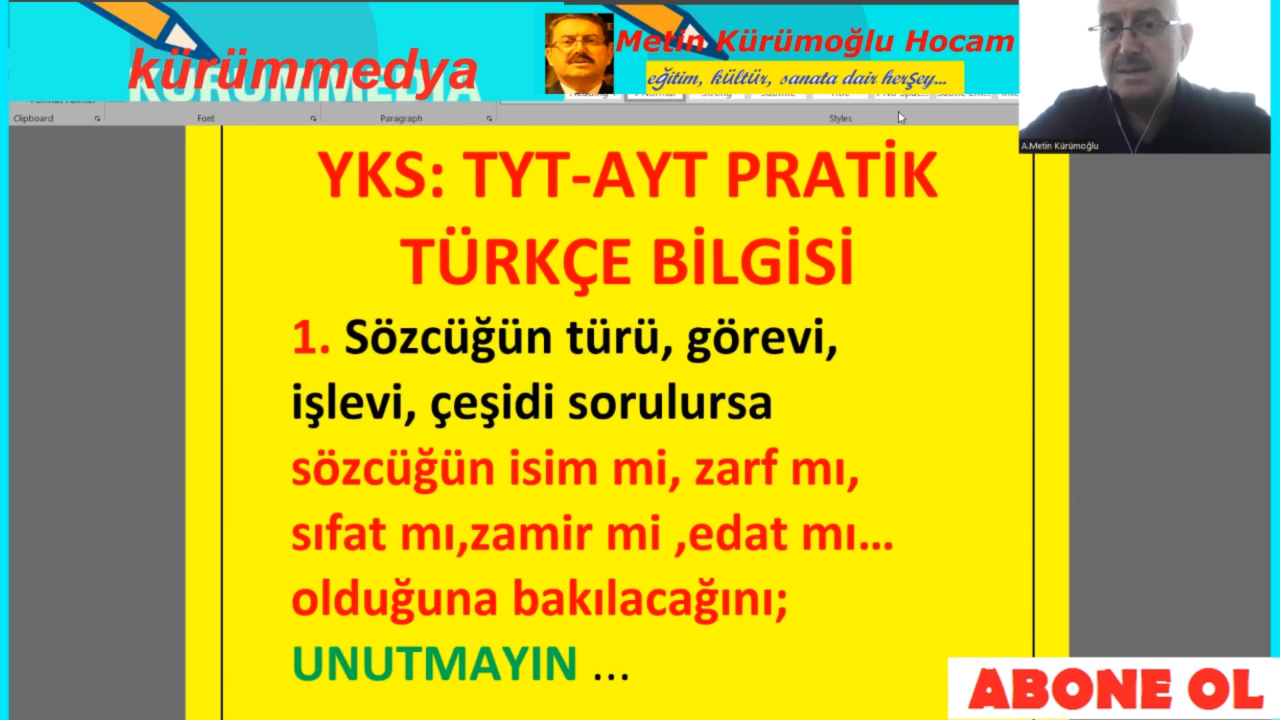 kürümmedya
Metin Kürümoğlu Hocam
eğitim, kültür, sanata dair herşey...
Clipboard
Font
Paragraph
Styles
A.Metin Kürümoğlu
YKS: TYT-AYT PRATİK
TÜRKÇE BİLGİSİ
1. Sözcüğün türü, görevi,
işlevi, çeşidi sorulursa
sözcüğün isim mi, zarf mı,
sıfat mı,zamir mi ,edat mı...
olduğuna bakılacağını;
UNUTMAYIN ...
ABONE OL